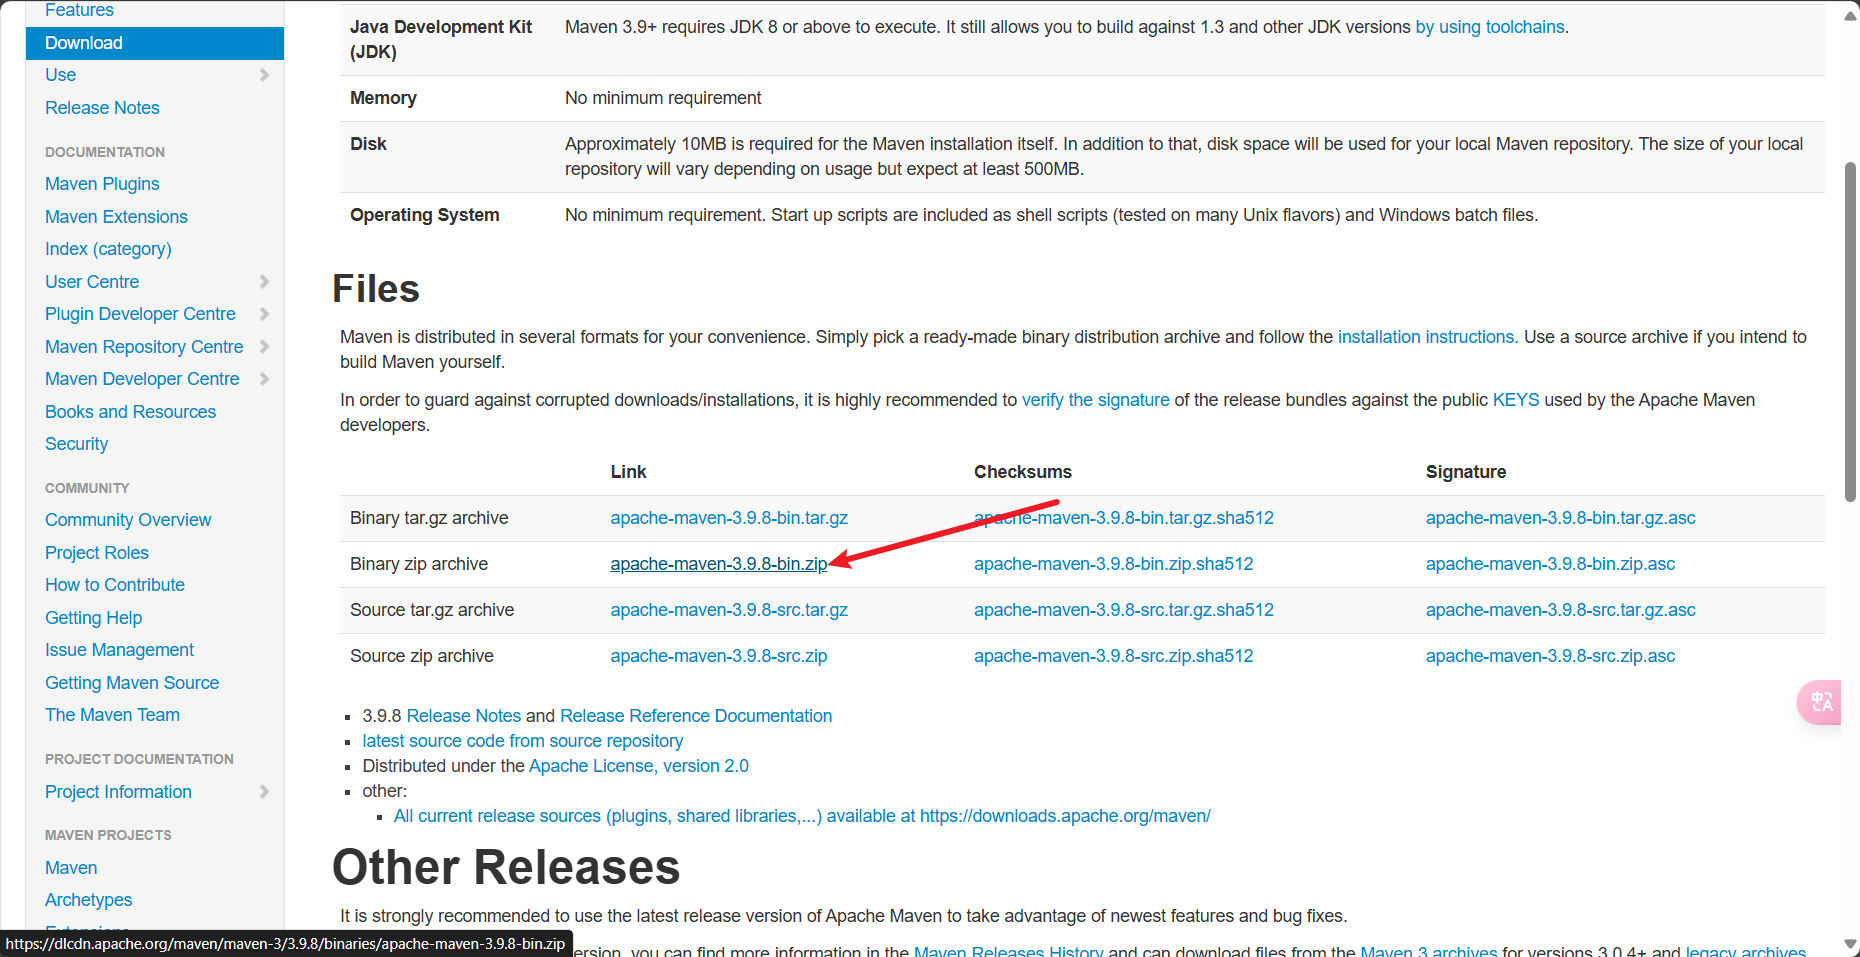 Features
Download
Use
Release Notes
DOCUMENTATION
Maven Plugins
Maven Extensions
Index (category)
User Centre
Plugin Developer Centre
Maven Repository Centre
Maven Developer Centre
Books and Resources
Security
COMMUNITY
Community Overview
Project Roles
How to Contribute
Getting Help
Issue Management
Getting Maven Source
The Maven Team
PROJECT DOCUMENTATION
Project Information
MAVEN PROJECTS
Maven
Archetypes
https://dlcdn.apache.org/maven/maven-3/3.9.8/binaries/apache-maven-3.9.8-bin.zip
Java Development Kit (JDK) Maven 3.9+ requires JDK 8 or above to execute. It still allows you to build against 1.3 and other JDK versions by using toolchains.
Memory No minimum requirement
Disk Approximately 10MB is required for the Maven installation itself. In addition to that, disk space will be used for your local Maven repository. The size of your local
repository will vary depending on usage but expect at least 500MB.
Operating System No minimum requirement. Start up scripts are included as shell scripts (tested on many Unix flavors) and Windows batch files.
Files
Maven is distributed in several formats for your convenience. Simply pick a ready-made binary distribution archive and follow the installation instructions. Use a source archive if you intend to
build Maven yourself.
In order to guard against corrupted downloads/installations, it is highly recommended to verify the signature of the release bundles against the public KEYS used by the Apache Maven
developers.
Link Checksums Signature
Binary tar.gz archive apache-maven-3.9.8-bin.tar.gz apache-maven-3.9.8-bin.tar.gz.sha512 apache-maven-3.9.8-bin.tar.gz.asc
Binary zip archive apache-maven-3.9.8-bin.zip apache-maven-3.9.8-bin.zip.sha512 apache-maven-3.9.8-bin.zip.asc
Source tar.gz archive apache-maven-3.9.8-src.tar.gz apache-maven-3.9.8-src.tar.gz.sha512 apache-maven-3.9.8-src.tar.gz.asc
Source zip archive apache-maven-3.9.8-src.zip apache-maven-3.9.8-src.zip.sha512 apache-maven-3.9.8-src.zip.asc
3.9.8 Release Notes and Release Reference Documentation
latest source code from source repository
Distributed under the Apache License, version 2.0
other:
All current release sources (plugins, shared libraries,...) available at https://downloads.apache.org/maven/
Other Releases
It is strongly recommended to use the latest release version of Apache Maven to take advantage of newest features and bug fixes.
ersion, you can find more information in the Maven Releases History and can download files from the Maven 3 archives for versions 3.0.4+ and legacy archives
中
A